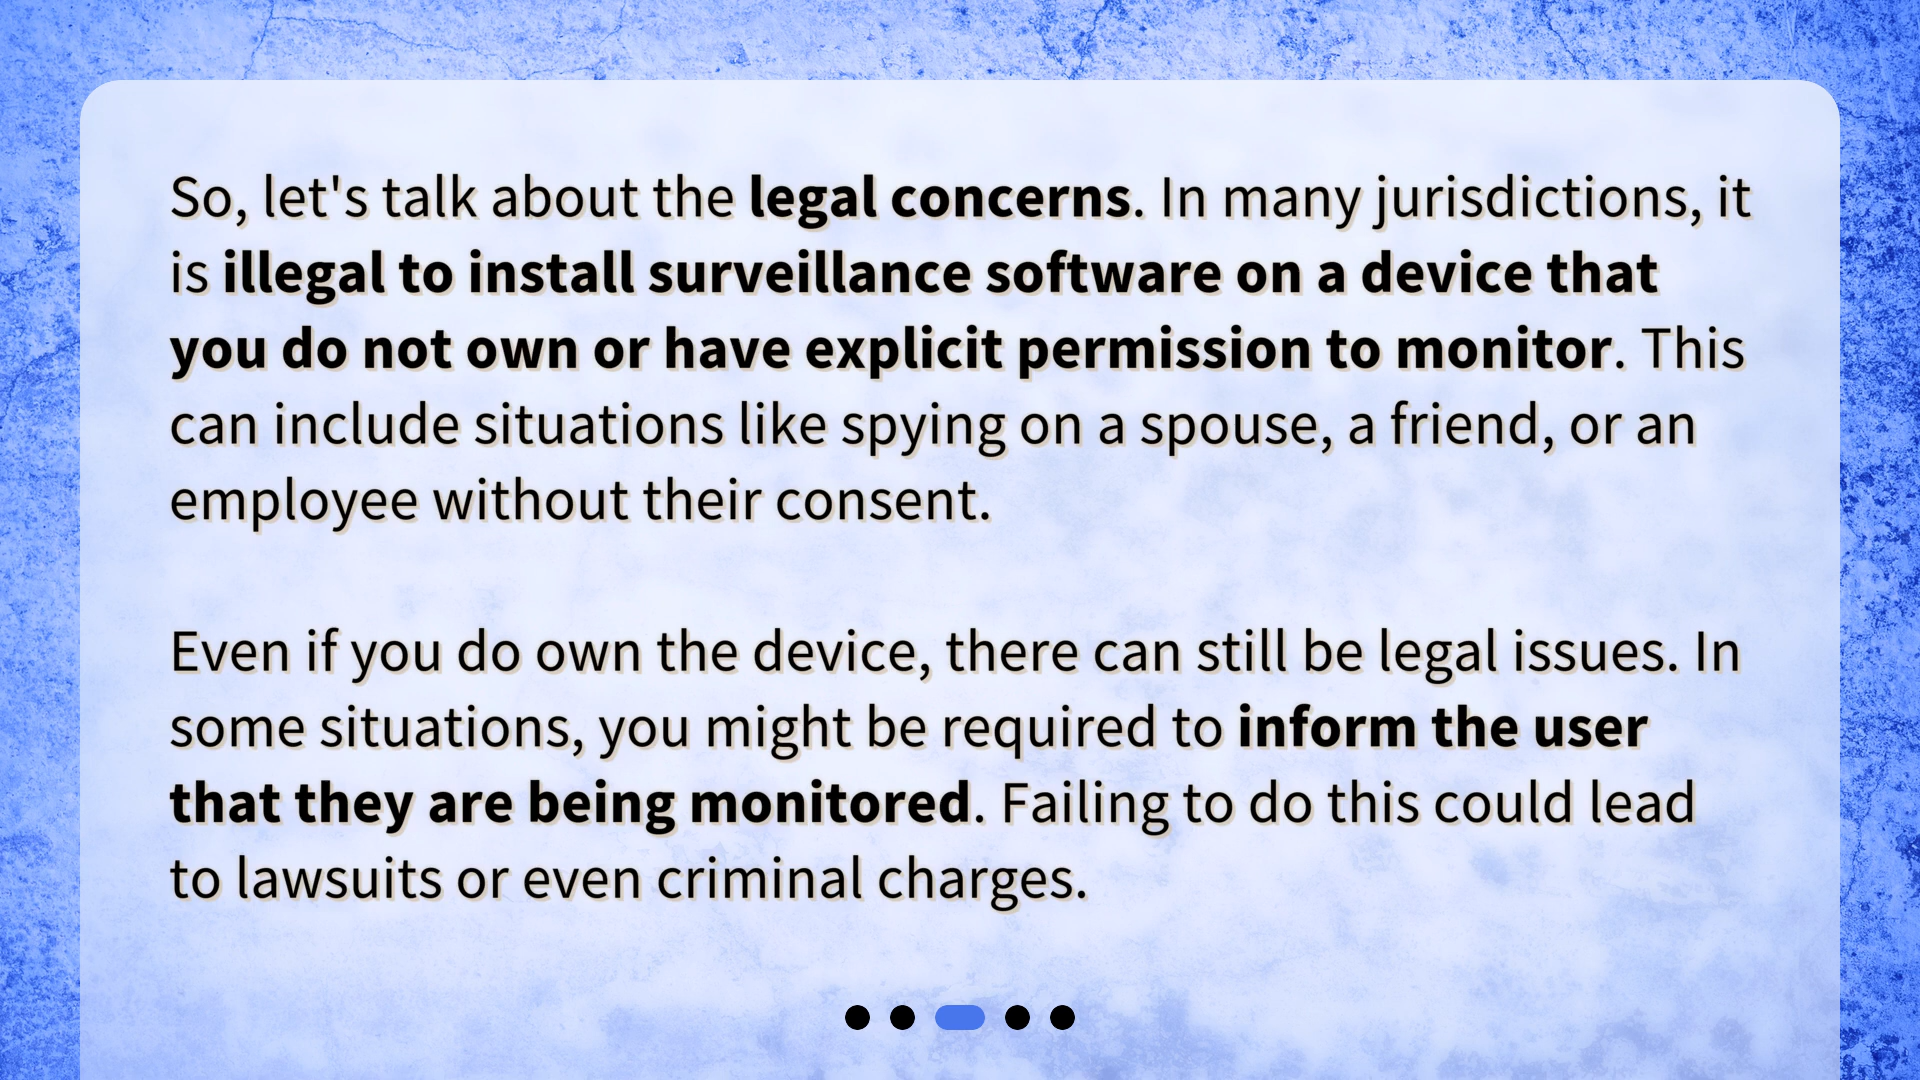 So, let's talk about the legal concerns. In many jurisdictions, it
is illegal to install surveillance software on a device that
you do not own or have explicit permission to monitor. This
can include situations like spying on a spouse, a friend, or an
employee without their consent.
Even if you do own the device, there can still be legal issues. In
some situations, you might be required to inform the user
that they are being monitored. Failing to do this could lead
to lawsuits or even criminal charges.